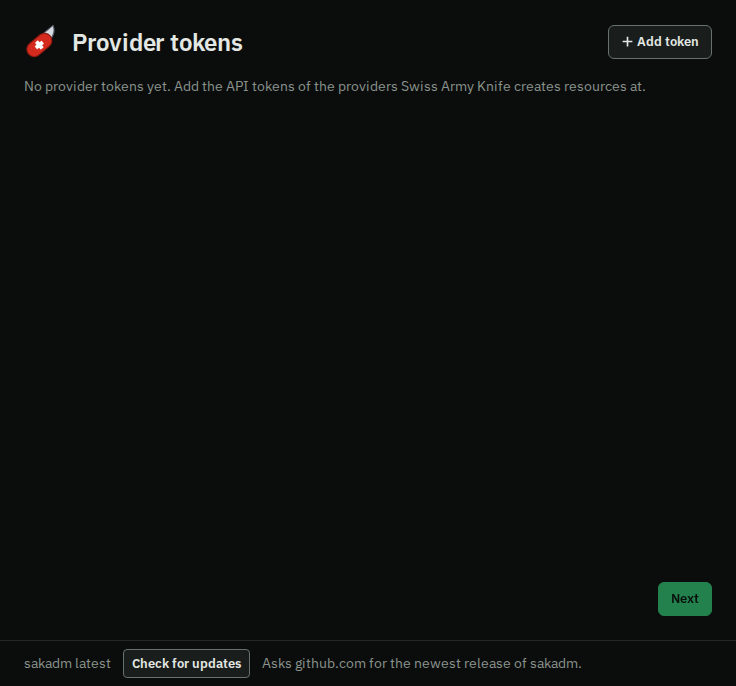 Provider tokens
+ Add token
No provider tokens yet. Add the API tokens of the providers Swiss Army Knife creates resources at.
Next
sakadm latest Check for updates Asks github.com for the newest release of sakadm.